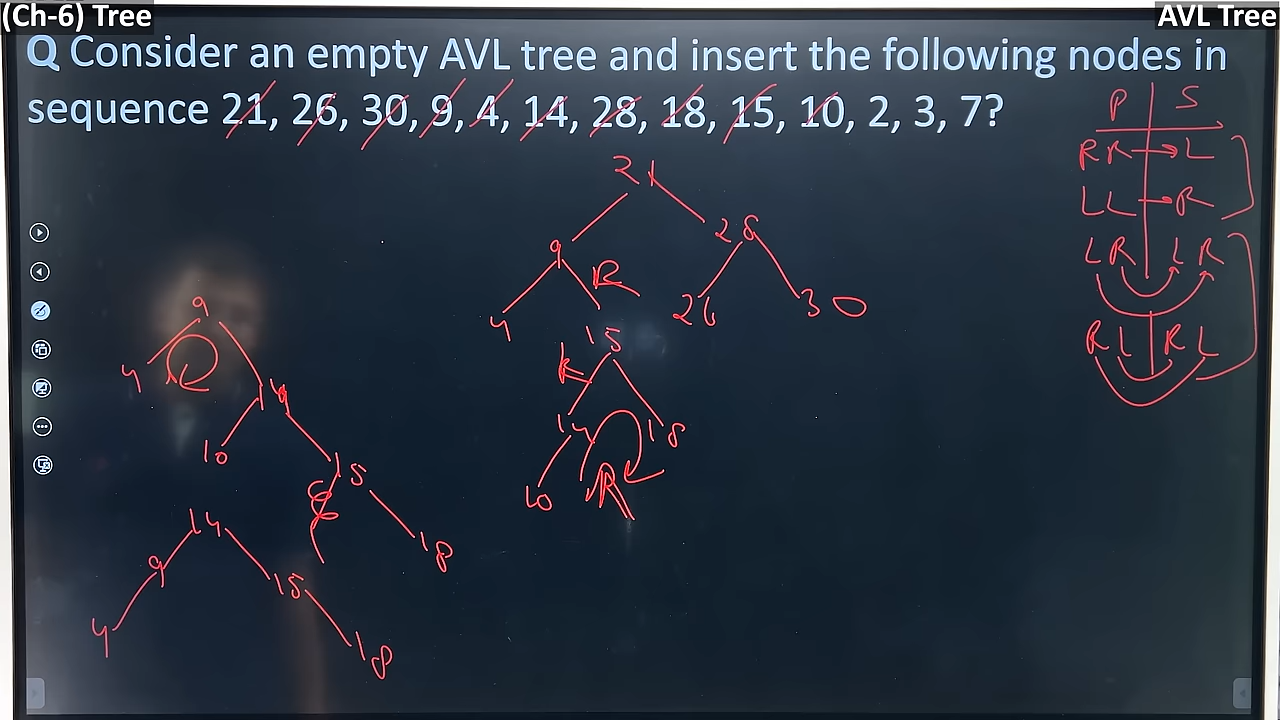 (Ch-6) Tree
AVL Tree
Q Consider an empty AVL tree and insert the following nodes in
sequence 21, 26, 30, 9, 4, 14, 28, 18, 15, 10, 2, 3, 7?
P S
RR → L
LL → R
LR LR
RL RL
21
9 28
R
4 26 30
15
R
14 18
10 R
9
4 14
10 15
18
14
9 15
4 18